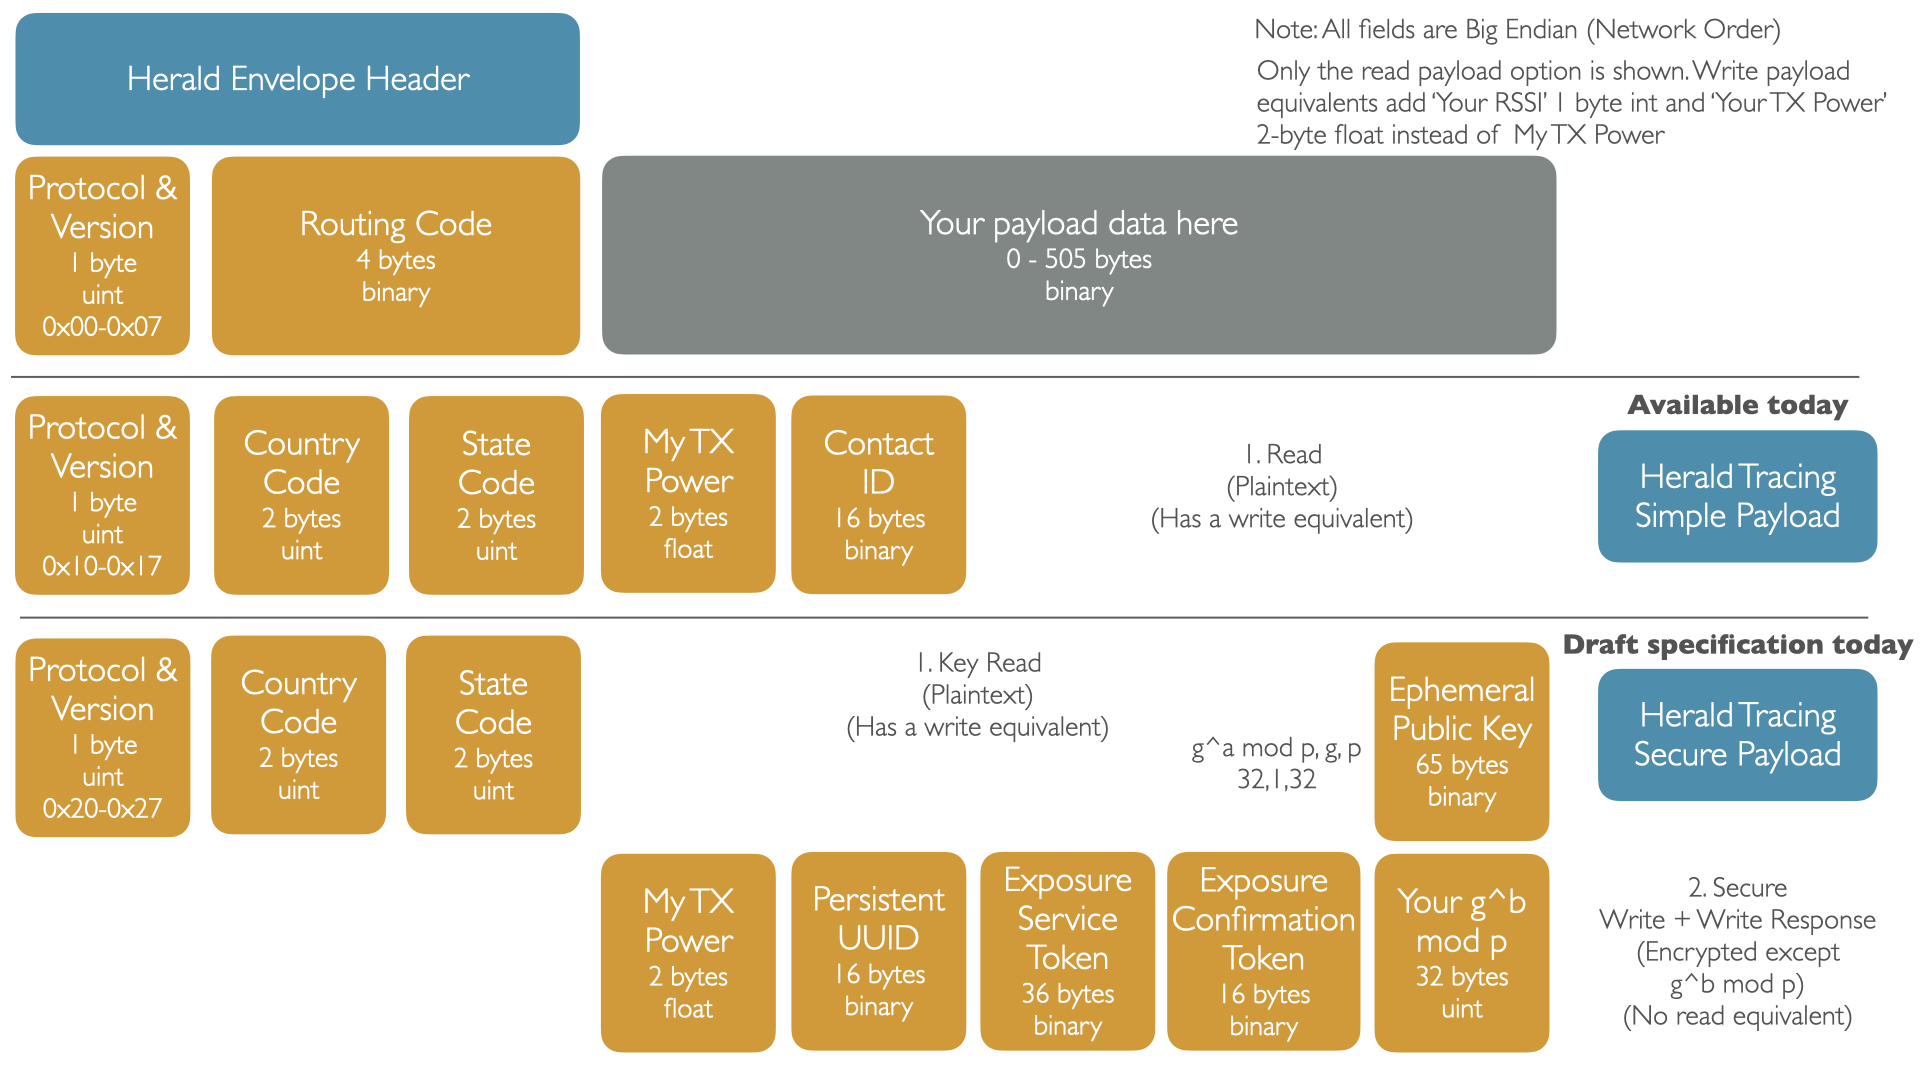 Herald Envelope Header
Note: All fields are Big Endian (Network Order)
Only the read payload option is shown. Write payload
equivalents add ‘Your RSSI’ 1 byte int and ‘Your TX Power’
2-byte float instead of My TX Power
Protocol &
Version
1 byte
uint
0x00-0x07
Routing Code
4 bytes
binary
Your payload data here
0 - 505 bytes
binary
Protocol &
Version
1 byte
uint
0x10-0x17
Country
Code
2 bytes
uint
State
Code
2 bytes
uint
My TX
Power
2 bytes
float
Contact
ID
16 bytes
binary
1. Read
(Plaintext)
(Has a write equivalent)
Available today
Herald Tracing
Simple Payload
Protocol &
Version
1 byte
uint
0x20-0x27
Country
Code
2 bytes
uint
State
Code
2 bytes
uint
1. Key Read
(Plaintext)
(Has a write equivalent)
g^a mod p, g, p
32,1,32
Ephemeral
Public Key
65 bytes
binary
Draft specification today
Herald Tracing
Secure Payload
My TX
Power
2 bytes
float
Persistent
UUID
16 bytes
binary
Exposure
Service
Token
36 bytes
binary
Exposure
Confirmation
Token
16 bytes
binary
Your g^b
mod p
32 bytes
uint
2. Secure
Write + Write Response
(Encrypted except
g^b mod p)
(No read equivalent)